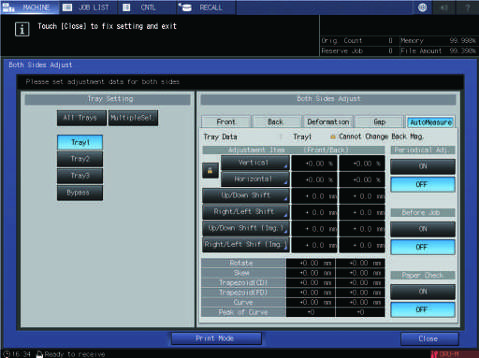 MACHINE JOB LIST CNTL RECALL
Touch [Close] to fix setting and exit
Orig. Count 0 Memory 99.998%
Reserve Job 0 File Amount 99.390%
Both Sides Adjust
Please set adjustment data for both sides
Tray Setting
All Trays MultipleSel.
Tray1
Tray2
Tray3
Bypass
Both Sides Adjust
Front Back Deformation Gap AutoMeasure
Tray Data : Tray1 Cannot Change Back Mag.
Adjustment Item (Front/Back) Periodical Adj.
Vertical +0.00 % +0.00 % ON
Horizontal +0.00 % +0.00 % OFF
Up/Down Shift + 0.0 mm + 0.0 mm
Right/Left Shift + 0.0 mm + 0.0 mm Before Job
Up/Down Shift (Img.) + 0.0 mm + 0.0 mm ON
Right/Left Shif (Img.) + 0.0 mm + 0.0 mm OFF
Rotate +0.00 mm +0.00 mm
Skew +0.00 mm +0.00 mm Paper Check
Trapezoid(CD) +0.00 mm +0.00 mm
Trapezoid(FD) +0.00 mm +0.00 mm ON
Curve +0.00 mm +0.00 mm
Peak of Curve +0 +0 OFF
Print Mode Close
16:34 Ready to receive